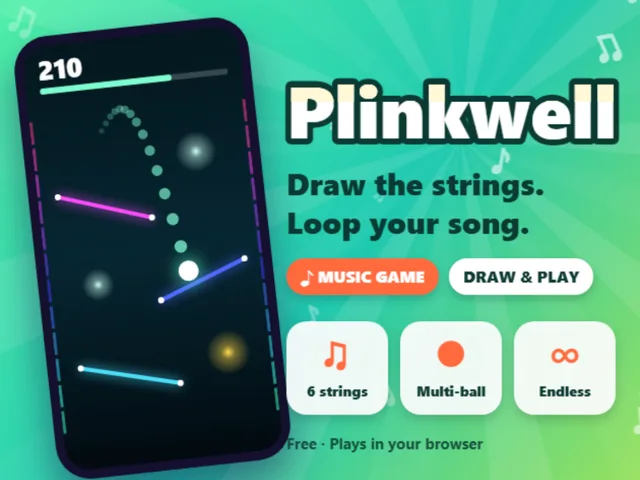 210
Plinkwell
Draw the strings.
Loop your song.
MUSIC GAME
DRAW & PLAY
6 strings
Multi-ball
Endless
Free · Plays in your browser